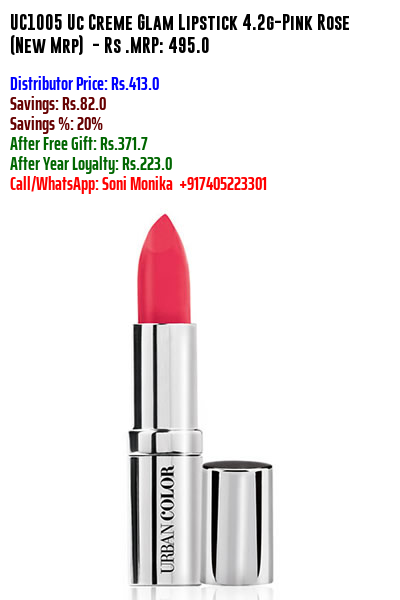 UC1005 Uc Creme Glam Lipstick 4.2g-Pink Rose
(New Mrp) - Rs .MRP: 495.0
Distributor Price: Rs.413.0
Savings: Rs.82.0
Savings %: 20%
After Free Gift: Rs.371.7
After Year Loyalty: Rs.223.0
Call/WhatsApp: Soni Monika +917405223301
URBAN COLOR